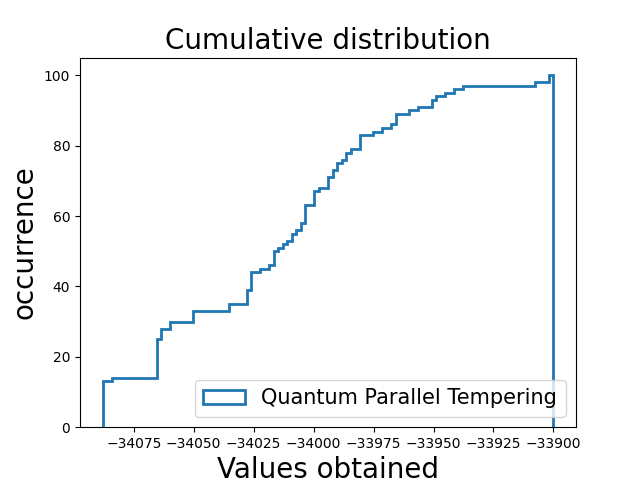 Cumulative distribution
100
80
60
40
20
0
occurrence
Quantum Parallel Tempering
−34075 −34050 −34025 −34000 −33975 −33950 −33925 −33900
Values obtained